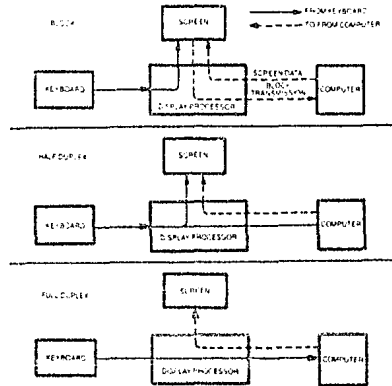 SCREEN
FROM KEYBOARD
TO FROM COMPUTER
BLOCK
KEYBOARD
SCREEN DATA
BLOCK TRANSMISSION
COMPUTER
DISPLAY PROCESSOR
HALF DUPLEX
SCREEN
KEYBOARD
COMPUTER
DISPLAY PROCESSOR
FULL DUPLEX
SCREEN
KEYBOARD
COMPUTER
DISPLAY PROCESSOR